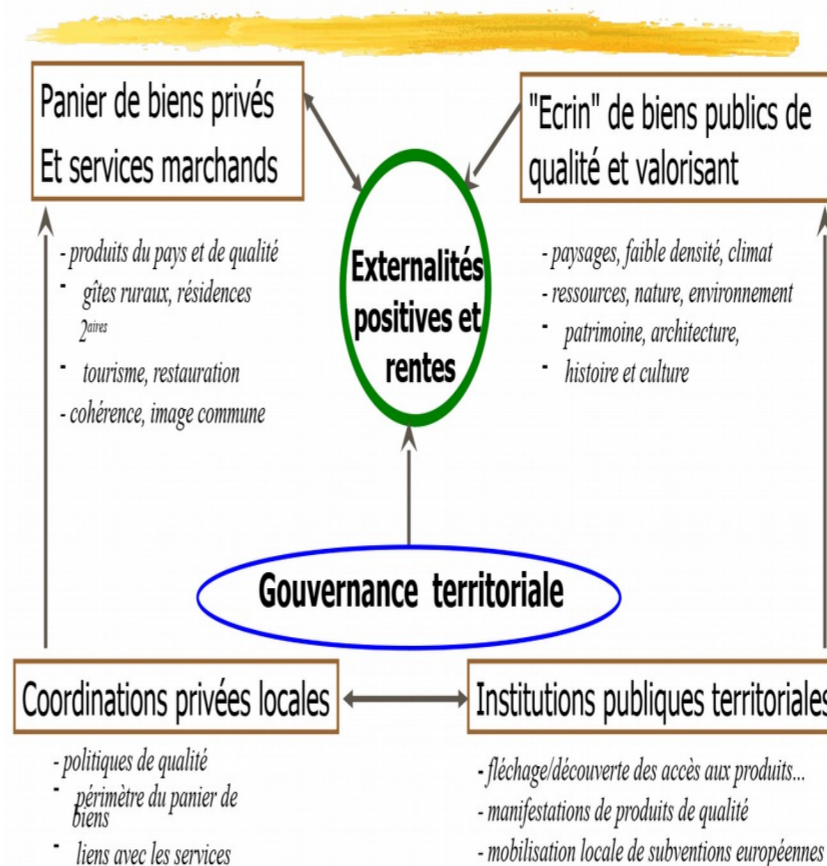 Panier de biens privés
Et services marchands
"Ecrin" de biens publics de
qualité et valorisant
- produits du pays et de qualité
- gîtes ruraux, résidences
2aires
- tourisme, restauration
- cohérence, image commune
Externalités
positives et
rentes
- paysages, faible densité, climat
- ressources, nature, environnement
- patrimoine, architecture,
- histoire et culture
Gouvernance territoriale
Coordinations privées locales
Institutions publiques territoriales
- politiques de qualité
- périmètre du panier de
biens
- liens avec les services
- fléchage/découverte des accès aux produits...
- manifestations de produits de qualité
- mobilisation locale de subventions européennes